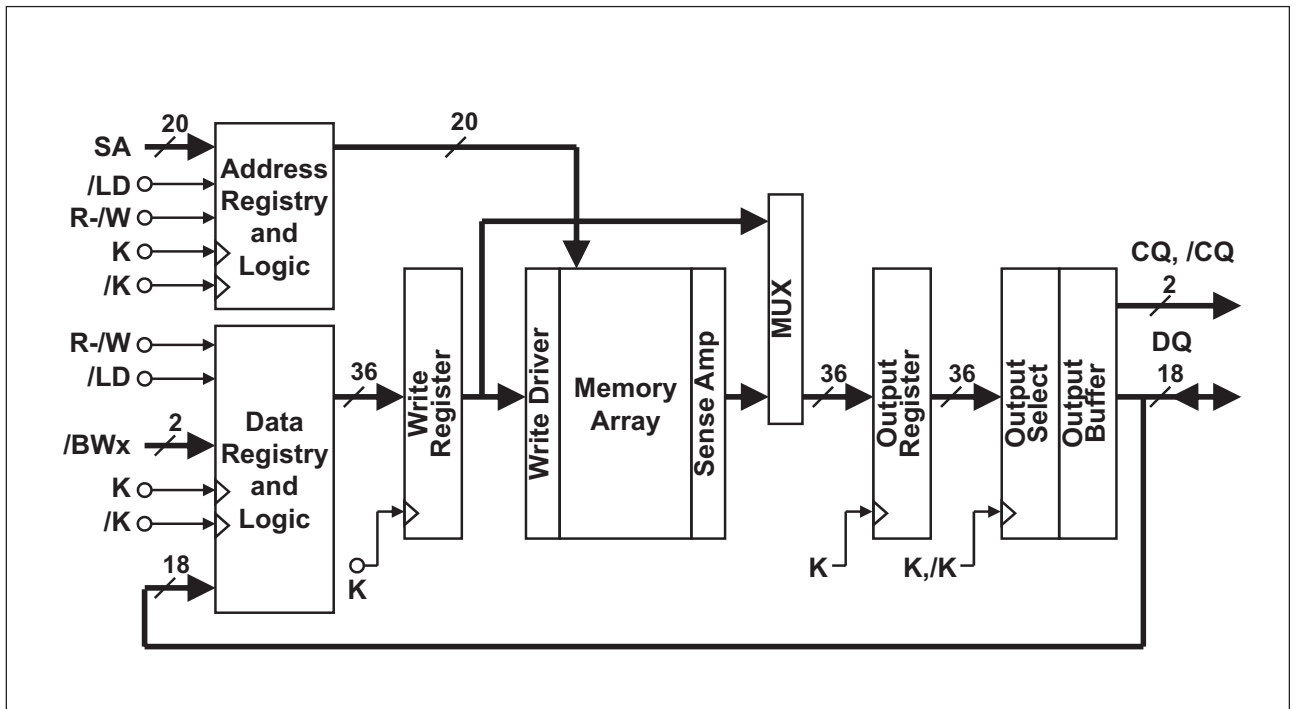 SA
20
20
/LD
R-/W
K
/K
Address
Registry
and
Logic
R-/W
/LD
/BWx
2
K
/K
18
Data
Registry
and
Logic
36
Write
Register
K
Write Driver
Memory
Array
Sense Amp
MUX
36
Output
Register
K
36
Output
Select
Output
Buffer
K,/K
CQ, /CQ
2
DQ
18